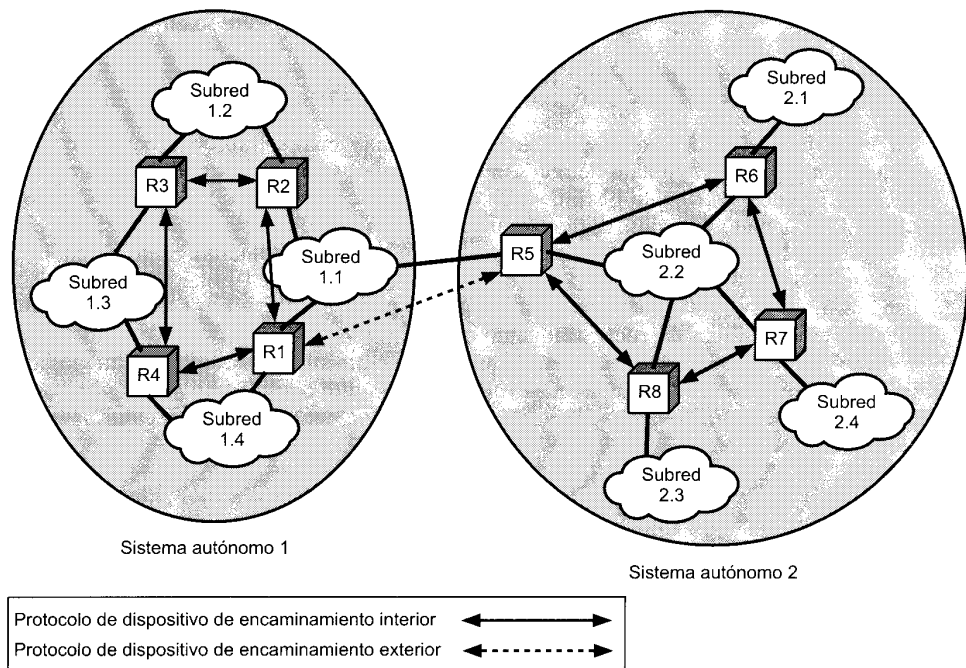 Subred
1.2
Subred
2.1
R3
R2
R6
R5
Subred
1.1
Subred
2.2
Subred
1.3
R1
R7
R4
R8
Subred
1.4
Subred
2.4
Subred
2.3
Sistema autónomo 1
Sistema autónomo 2
Protocolo de dispositivo de encaminamiento interior
Protocolo de dispositivo de encaminamiento exterior